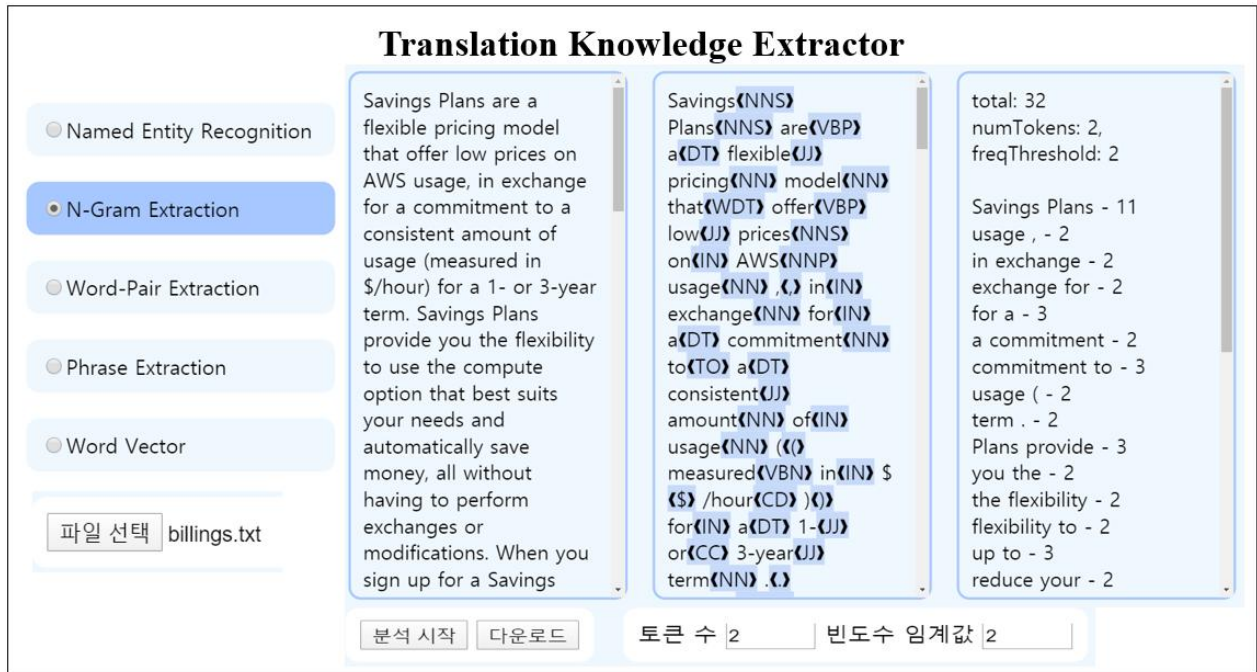 Translation Knowledge Extractor
Named Entity Recognition
N-Gram Extraction
Word-Pair Extraction
Phrase Extraction
Word Vector
파일 선택 billings.txt
Savings Plans are a
flexible pricing model
that offer low prices on
AWS usage, in exchange
for a commitment to a
consistent amount of
usage (measured in
$/hour) for a 1- or 3-year
term. Savings Plans
provide you the flexibility
to use the compute
option that best suits
your needs and
automatically save
money, all without
having to perform
exchanges or
modifications. When you
sign up for a Savings
Savings❰NNS❱
Plans❰NNS❱ are❰VBP❱
a❰DT❱ flexible❰JJ❱
pricing❰NN❱ model❰NN❱
that❰WDT❱ offer❰VBP❱
low❰JJ❱ prices❰NNS❱
on❰IN❱ AWS❰NNP❱
usage❰NN❱ ,❰,❱ in❰IN❱
exchange❰NN❱ for❰IN❱
a❰DT❱ commitment❰NN❱
to❰TO❱ a❰DT❱
consistent❰JJ❱
amount❰NN❱ of❰IN❱
usage❰NN❱ (❰(❱
measured❰VBN❱ in❰IN❱ $
❰$❱ /hour❰CD❱ )❰)❱
for❰IN❱ a❰DT❱ 1-❰JJ❱
or❰CC❱ 3-year❰JJ❱
term❰NN❱ .❰.❱
total: 32
numTokens: 2,
freqThreshold: 2
Savings Plans - 11
usage , - 2
in exchange - 2
exchange for - 2
for a - 3
a commitment - 2
commitment to - 3
usage ( - 2
term . - 2
Plans provide - 3
you the - 2
the flexibility - 2
flexibility to - 2
up to - 3
reduce your - 2
분석 시작 다운로드 토큰 수 2 빈도수 임계값 2